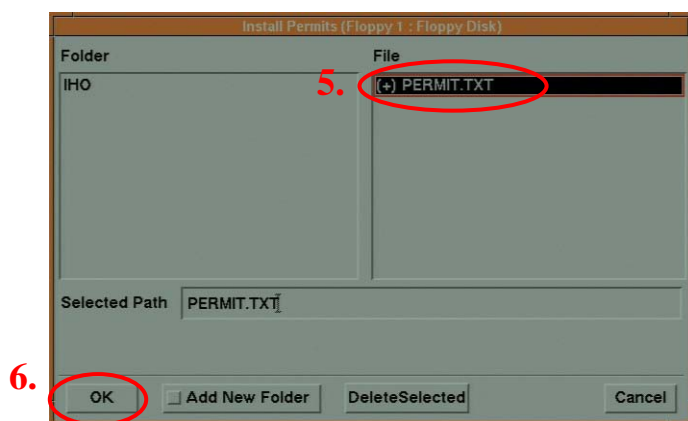 Install Permits (Floppy 1 : Floppy Disk)
Folder
File
IHO
5.
(+) PERMIT.TXT
Selected Path
PERMIT.TXT
6.
OK
Add New Folder
DeleteSelected
Cancel